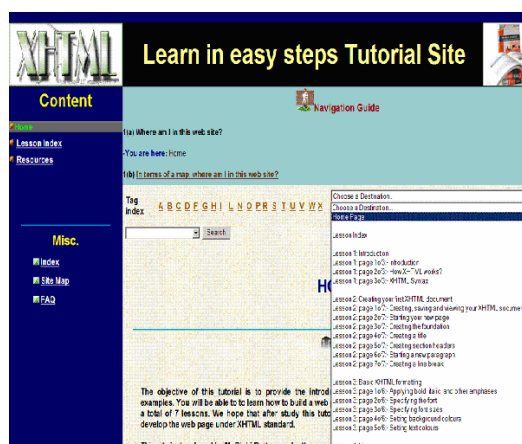 XHTML
Learn in easy steps Tutorial Site
Content
Home
Lesson Index
Resources
Misc.
Index
Site Map
FAQ
Navigation Guide
1(a) Where am I in this web site?
-You are here: Home
1(b) In terms of a map, where am I in this web site?
Tag index
A B C D F G H I L N O P R S T U V W X
Search
Choose a Destination.
Choose a Destination..
Home Page
Lesson Index
Lesson 1: Introduction
Lesson 1: page 1of3:- Introduction
Lesson 1: page 2of3:- How XHTML works?
Lesson 1: page 3of3:- XHTML Syntax
Lesson 2: Creating your first XHTML document
Lesson 2: page 1of7:- Creating, saving and viewing your XHTML document
Lesson 2: page 2of7:- Starting your new page
Lesson 2: page 3of7:- Creating the foundation
Lesson 2: page 4of7:- Creating a title
Lesson 2: page 5of7:- Creating section headers
Lesson 2: page 6of7:- Starting a new paragraph
Lesson 2: page 7of7:- Creating a line break
Lesson 3: Basic XHTML formatting
Lesson 3: page 1of8:- Applying bold, italic and other emphases
Lesson 3: page 2of8:- Specifying the font
Lesson 3: page 3of8:- Specifying font sizes
Lesson 3: page 4of8:- Setting background colours
Lesson 3: page 5of8:- Setting text colours
HO
The objective of this tutorial is to provide the introd
examples. You will be able to to learn how to build a web
a total of 7 lessons. We hope that after study this tuto
develop the web page under XHTML standard.